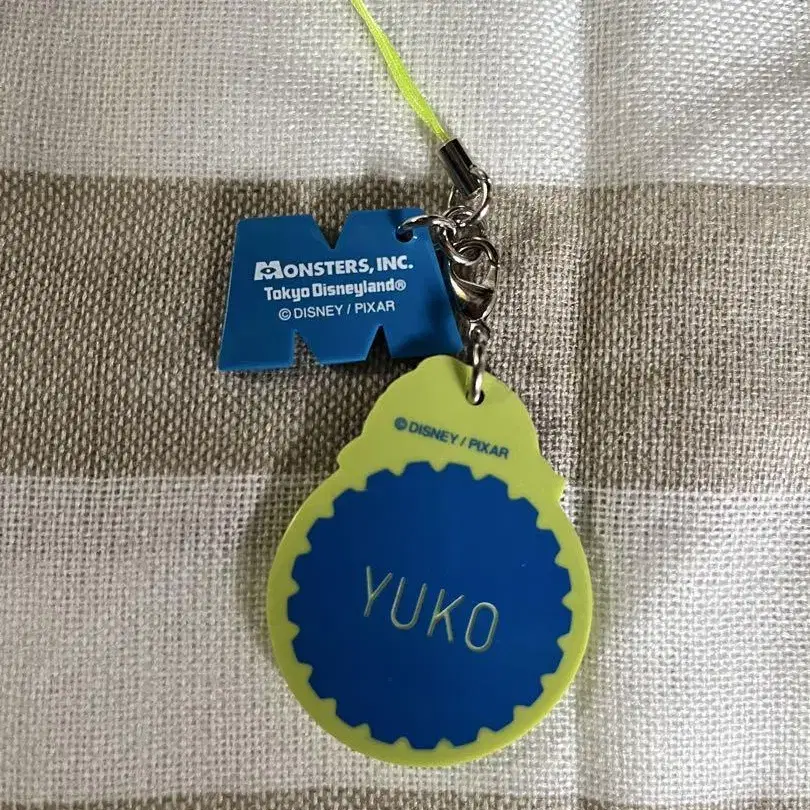 MONSTERS, INC.
Tokyo Disneyland®
©DISNEY / PIXAR
©DISNEY / PIXAR
YUKO